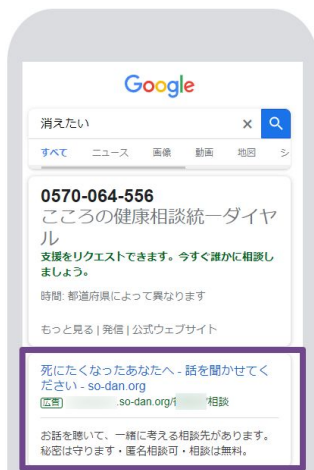 Google
消えたい
すべて ニュース 画像 動画 地図
0570-064-556
こころの健康相談統一ダイヤ
ル
支援をリクエストできます。今すぐ誰かに相談し
ましょう。
時間: 都道府県によって異なります
もっと見る | 発信 | 公式ウェブサイト
死にたくなったあなたへ - 話を聞かせてく
ださい - so-dan.org
広告 .so-dan.org/ /相談
お話を聴いて、一緒に考える相談先があります。
秘密は守ります・匿名相談可・相談は無料。